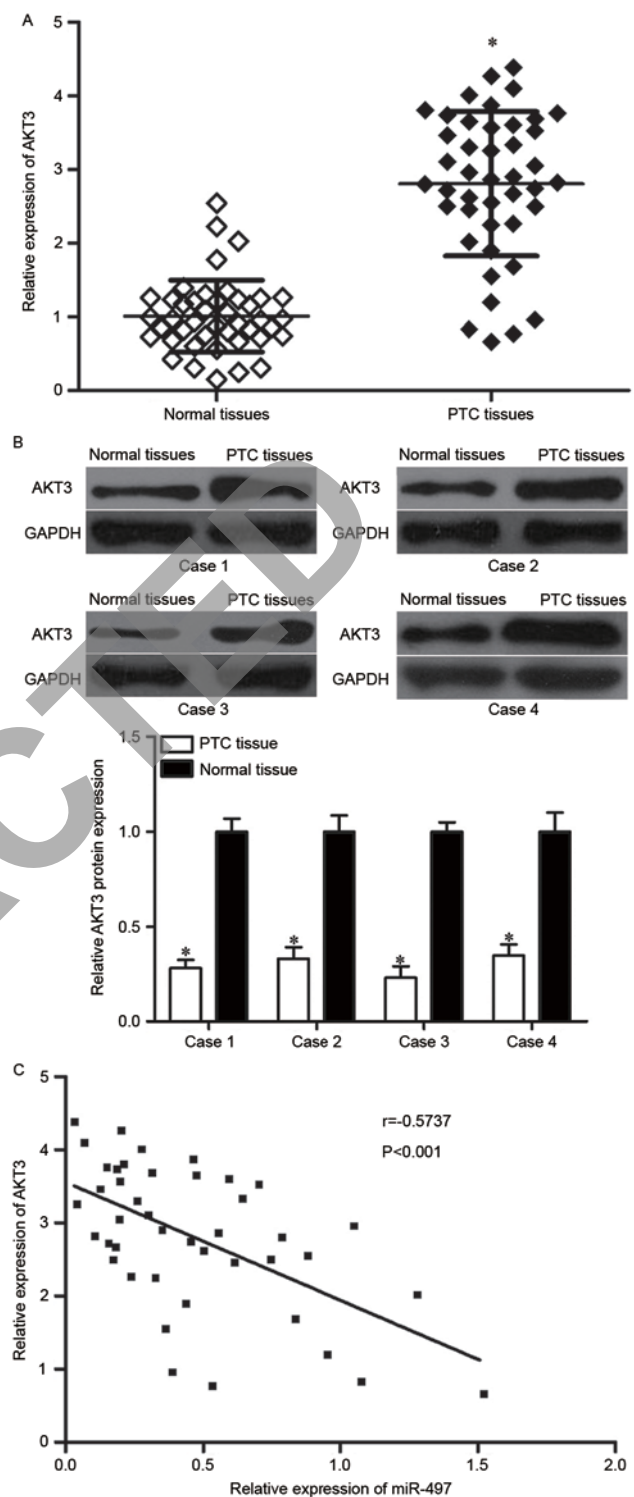 A
5
*
4
3
2
1
0
Relative expression of AKT3
Normal tissues PTC tissues
B
Normal tissues PTC tissues
AKT3
GAPDH
Case 1
Normal tissues PTC tissues
AKT3
GAPDH
Case 2
Normal tissues PTC tissues
AKT3
GAPDH
Case 3
Normal tissues PTC tissues
AKT3
GAPDH
Case 4
1.5
PTC tissue
Normal tissue
1.0
0.5
0.0
Relative AKT3 protein expression
* * * *
Case 1 Case 2 Case 3 Case 4
C
5
r=-0.5737
P<0.001
4
3
2
1
0
Relative expression of AKT3
0.0 0.5 1.0 1.5 2.0
Relative expression of miR-497
CTED